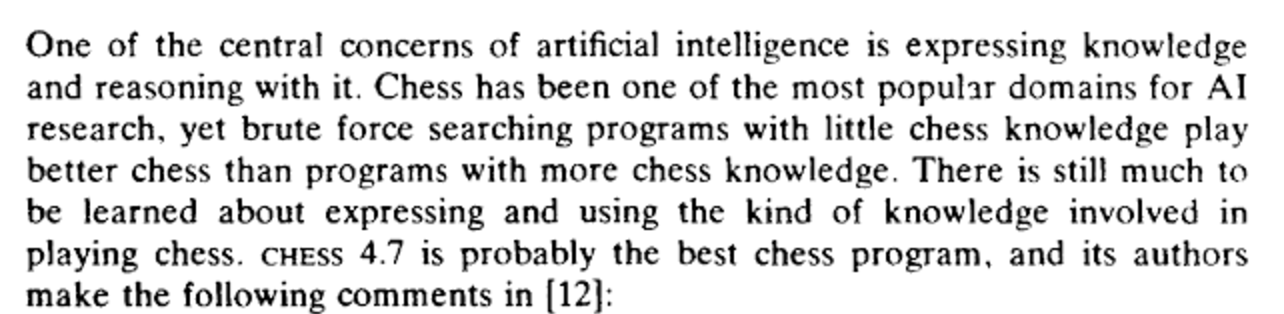 One of the central concerns of artificial intelligence is expressing knowledge
and reasoning with it. Chess has been one of the most popular domains for AI
research, yet brute force searching programs with little chess knowledge play
better chess than programs with more chess knowledge. There is still much to
be learned about expressing and using the kind of knowledge involved in
playing chess. CHESS 4.7 is probably the best chess program, and its authors
make the following comments in [12]: